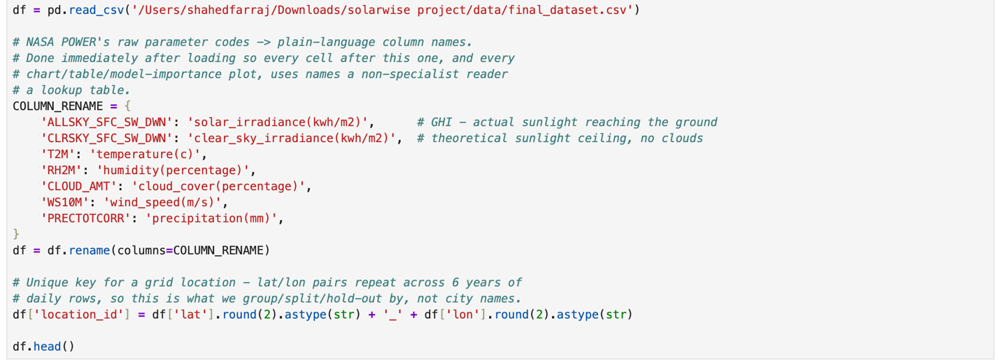 df = pd.read_csv('/Users/shahedfarraj/Downloads/solarwise project/data/final_dataset.csv')
# NASA POWER's raw parameter codes -> plain-language column names.
# Done immediately after loading so every cell after this one, and every
# chart/table/model-importance plot, uses names a non-specialist reader
# a lookup table.
COLUMN_RENAME = {
    'ALLSKY_SFC_SW_DWN': 'solar_irradiance(kwh/m2)',      # GHI – actual sunlight reaching the ground
    'CLRSKY_SFC_SW_DWN': 'clear_sky_irradiance(kwh/m2)',  # theoretical sunlight ceiling, no clouds
    'T2M': 'temperature(c)',
    'RH2M': 'humidity(percentage)',
    'CLOUD_AMT': 'cloud_cover(percentage)',
    'WS10M': 'wind_speed(m/s)',
    'PRECTOTCORR': 'precipitation(mm)',
}
df = df.rename(columns=COLUMN_RENAME)
# Unique key for a grid location – lat/lon pairs repeat across 6 years of
# daily rows, so this is what we group/split/hold-out by, not city names.
df['location_id'] = df['lat'].round(2).astype(str) + '_' + df['lon'].round(2).astype(str)
df.head()